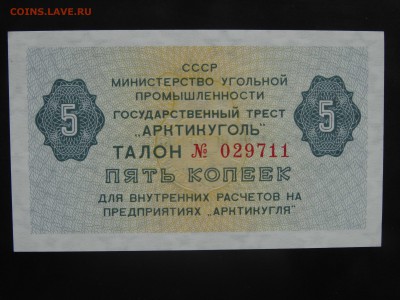 COINS.LAVE.RU
СССР
МИНИСТЕРСТВО УГОЛЬНОЙ
ПРОМЫШЛЕННОСТИ
ГОСУДАРСТВЕННЫЙ ТРЕСТ
„АРКТИКУГОЛЬ"
5 5
ТАЛОН № 029711
ПЯТЬ КОПЕЕК
ДЛЯ ВНУТРЕННИХ РАСЧЕТОВ НА
ПРЕДПРИЯТИЯХ „АРКТИКУГЛЯ"